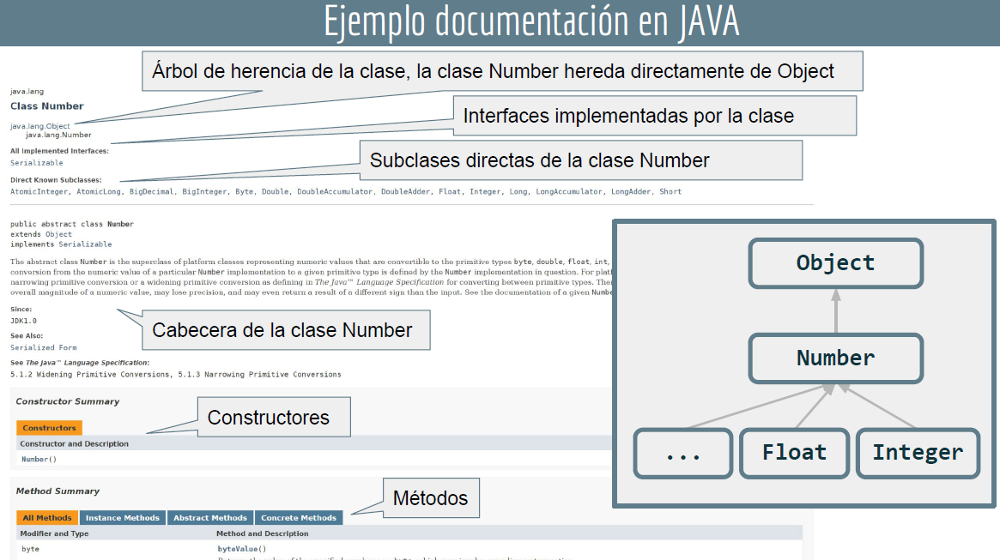 Ejemplo documentación en JAVA
Árbol de herencia de la clase, la clase Number hereda directamente de Object
java.lang
Class Number
Interfaces implementadas por la clase
java.lang.Object
java.lang.Number
All Implemented Interfaces:
Serializable
Subclases directas de la clase Number
Direct Known Subclasses:
AtomicInteger, AtomicLong, BigDecimal, BigInteger, Byte, Double, DoubleAccumulator, DoubleAdder, Float, Integer, Long, LongAccumulator, LongAdder, Short
public abstract class Number
extends Object
implements Serializable
The abstract class Number is the superclass of platform classes representing numeric values that are convertible to the primitive types byte, double, float, int,
conversion from the numeric value of a particular Number implementation to a given primitive type is defined by the Number implementation in question. For platf
narrowing primitive conversion or a widening primitive conversion as defining in The Java™ Language Specification for converting between primitive types. Ther
overall magnitude of a numeric value, may lose precision, and may even return a result of a different sign than the input. See the documentation of a given Numbe
Since:
JDK1.0
Cabecera de la clase Number
See Also:
Serialized Form
See The Java™ Language Specification:
5.1.2 Widening Primitive Conversions, 5.1.3 Narrowing Primitive Conversions
Constructor Summary
Constructores
Constructors
Constructor and Description
Number()
Method Summary
Métodos
All Methods Instance Methods Abstract Methods Concrete Methods
Modifier and Type Method and Description
byte byteValue()
Object
Number
... Float Integer